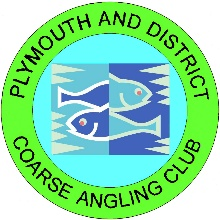 PLYMOUTH AND DISTRICT
COARSE ANGLING CLUB